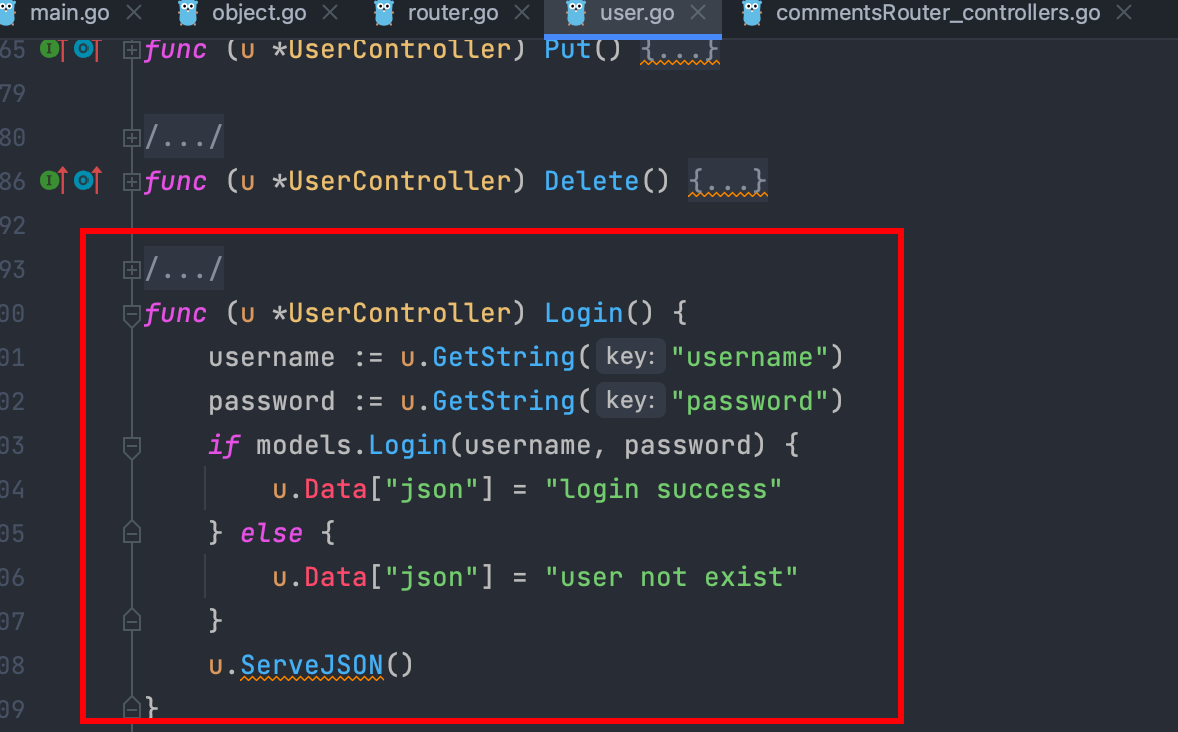 main.go object.go router.go user.go commentsRouter_controllers.go
65 func (u *UserController) Put() {...}
79
80 /.../
86 func (u *UserController) Delete() {...}
92
93 /.../
00 func (u *UserController) Login() {
01 username := u.GetString( key: "username")
02 password := u.GetString( key: "password")
03 if models.Login(username, password) {
04 u.Data["json"] = "login success"
05 } else {
06 u.Data["json"] = "user not exist"
07 }
08 u.ServeJSON()
09 }